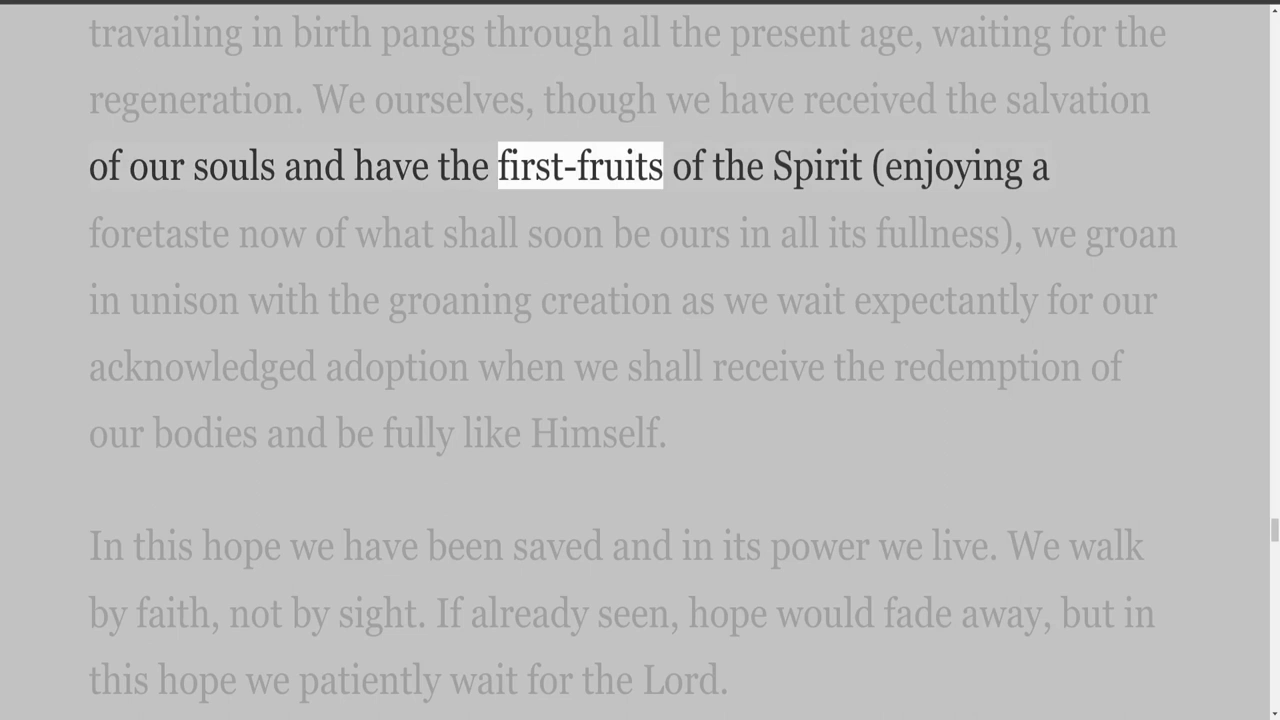 travailing in birth pangs through all the present age, waiting for the
regeneration. We ourselves, though we have received the salvation
of our souls and have the first-fruits of the Spirit (enjoying a
foretaste now of what shall soon be ours in all its fullness), we groan
in unison with the groaning creation as we wait expectantly for our
acknowledged adoption when we shall receive the redemption of
our bodies and be fully like Himself.
In this hope we have been saved and in its power we live. We walk
by faith, not by sight. If already seen, hope would fade away, but in
this hope we patiently wait for the Lord.